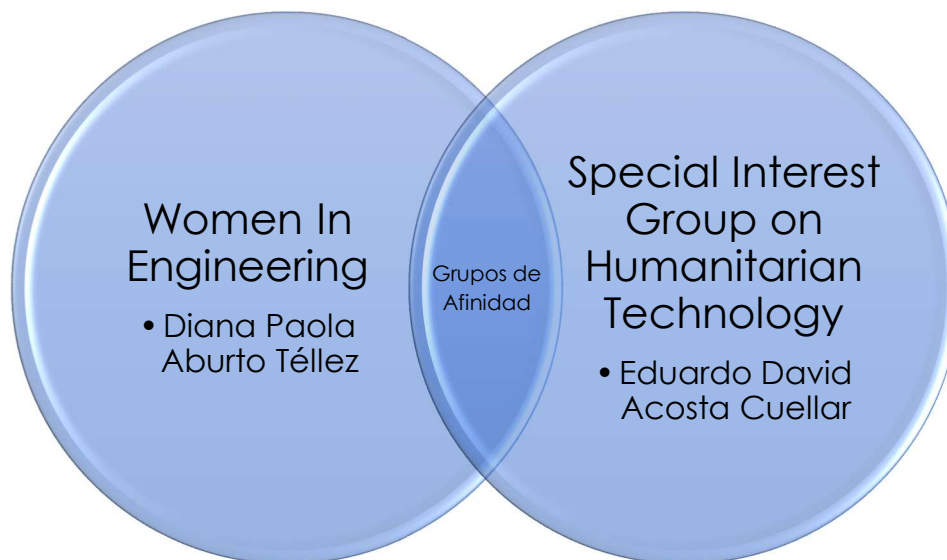 Women In
Engineering
• Diana Paola
Aburto Téllez
Grupos de
Afinidad
Special Interest
Group on
Humanitarian
Technology
• Eduardo David
Acosta Cuellar